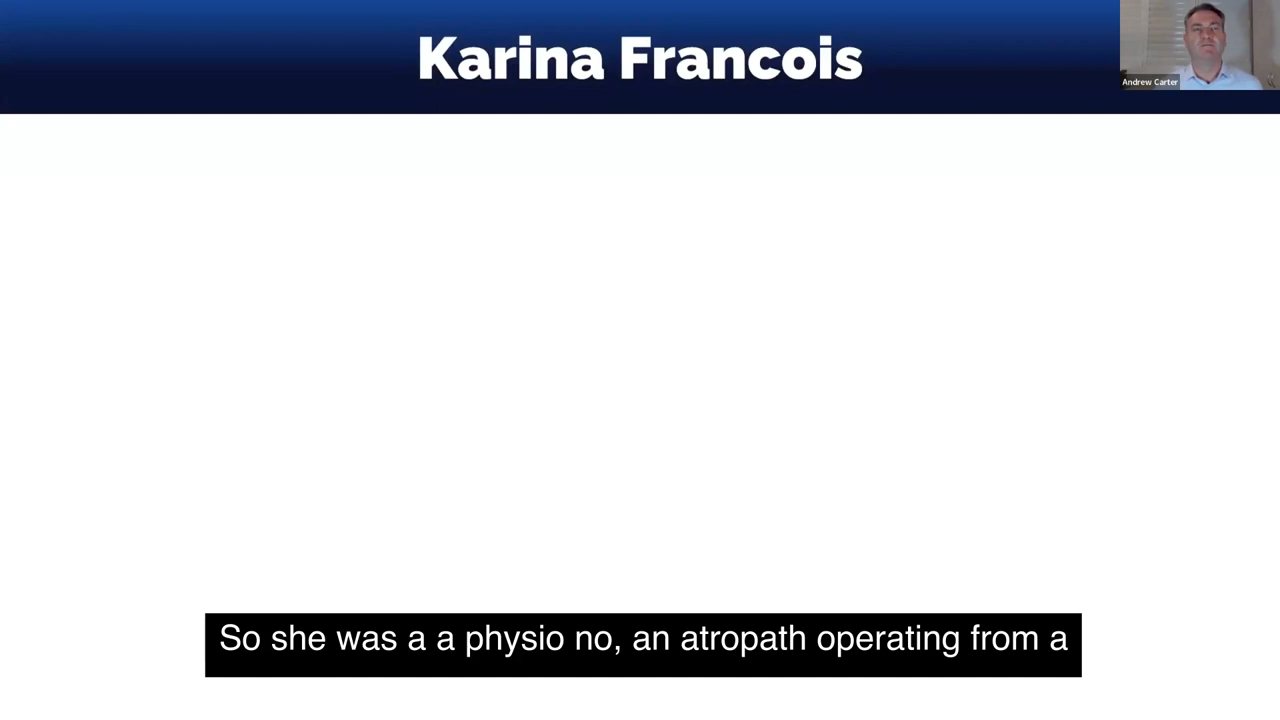 Karina Francois
Andrew Carter
So she was a a physio no, an atropath operating from a